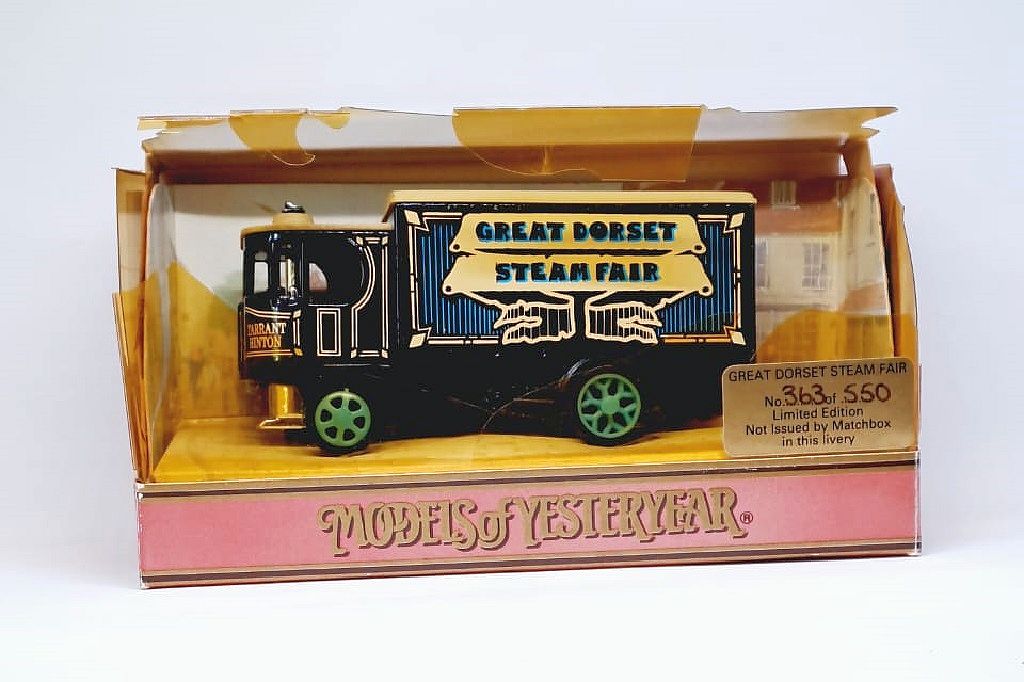 GREAT DORSET
STEAM FAIR
TARRANT
HINTON
GREAT DORSET STEAM FAIR
No. 363 of .550
Limited Edition
Not Issued by Matchbox
in this livery
MODELS of YESTERYEAR®